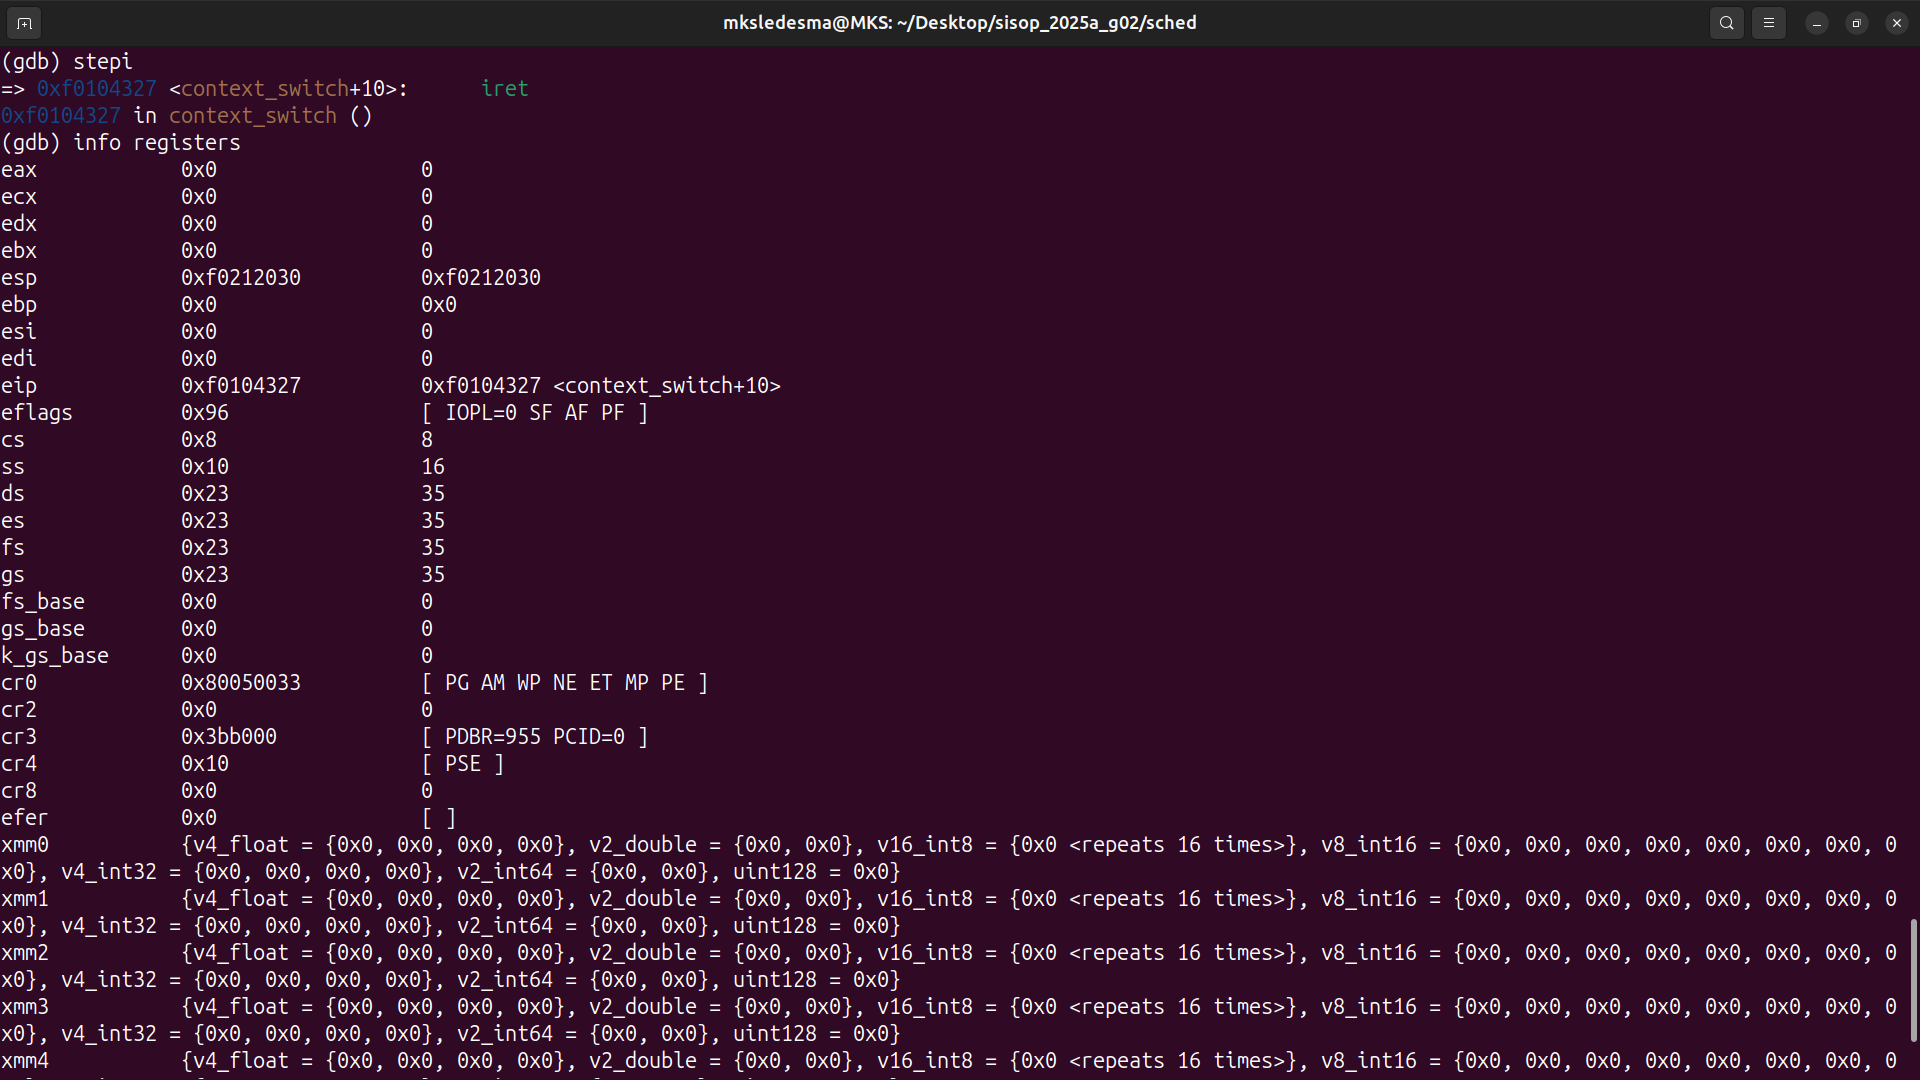 mksledesma@MKS: ~/Desktop/sisop_2025a_g02/sched
(gdb) stepi
=> 0xf0104327 <context_switch+10>:      iret
0xf0104327 in context_switch ()
(gdb) info registers
eax            0x0                 0
ecx            0x0                 0
edx            0x0                 0
ebx            0x0                 0
esp            0xf0212030          0xf0212030
ebp            0x0                 0x0
esi            0x0                 0
edi            0x0                 0
eip            0xf0104327          0xf0104327 <context_switch+10>
eflags         0x96                [ IOPL=0 SF AF PF ]
cs             0x8                 8
ss             0x10                16
ds             0x23                35
es             0x23                35
fs             0x23                35
gs             0x23                35
fs_base        0x0                 0
gs_base        0x0                 0
k_gs_base      0x0                 0
cr0            0x80050033          [ PG AM WP NE ET MP PE ]
cr2            0x0                 0
cr3            0x3bb000            [ PDBR=955 PCID=0 ]
cr4            0x10                [ PSE ]
cr8            0x0                 0
efer           0x0                 [ ]
xmm0           {v4_float = {0x0, 0x0, 0x0, 0x0}, v2_double = {0x0, 0x0}, v16_int8 = {0x0 <repeats 16 times>}, v8_int16 = {0x0, 0x0, 0x0, 0x0, 0x0, 0x0, 0x0, 0
x0}, v4_int32 = {0x0, 0x0, 0x0, 0x0}, v2_int64 = {0x0, 0x0}, uint128 = 0x0}
xmm1           {v4_float = {0x0, 0x0, 0x0, 0x0}, v2_double = {0x0, 0x0}, v16_int8 = {0x0 <repeats 16 times>}, v8_int16 = {0x0, 0x0, 0x0, 0x0, 0x0, 0x0, 0x0, 0
x0}, v4_int32 = {0x0, 0x0, 0x0, 0x0}, v2_int64 = {0x0, 0x0}, uint128 = 0x0}
xmm2           {v4_float = {0x0, 0x0, 0x0, 0x0}, v2_double = {0x0, 0x0}, v16_int8 = {0x0 <repeats 16 times>}, v8_int16 = {0x0, 0x0, 0x0, 0x0, 0x0, 0x0, 0x0, 0
x0}, v4_int32 = {0x0, 0x0, 0x0, 0x0}, v2_int64 = {0x0, 0x0}, uint128 = 0x0}
xmm3           {v4_float = {0x0, 0x0, 0x0, 0x0}, v2_double = {0x0, 0x0}, v16_int8 = {0x0 <repeats 16 times>}, v8_int16 = {0x0, 0x0, 0x0, 0x0, 0x0, 0x0, 0x0, 0
x0}, v4_int32 = {0x0, 0x0, 0x0, 0x0}, v2_int64 = {0x0, 0x0}, uint128 = 0x0}
xmm4           {v4_float = {0x0, 0x0, 0x0, 0x0}, v2_double = {0x0, 0x0}, v16_int8 = {0x0 <repeats 16 times>}, v8_int16 = {0x0, 0x0, 0x0, 0x0, 0x0, 0x0, 0x0, 0